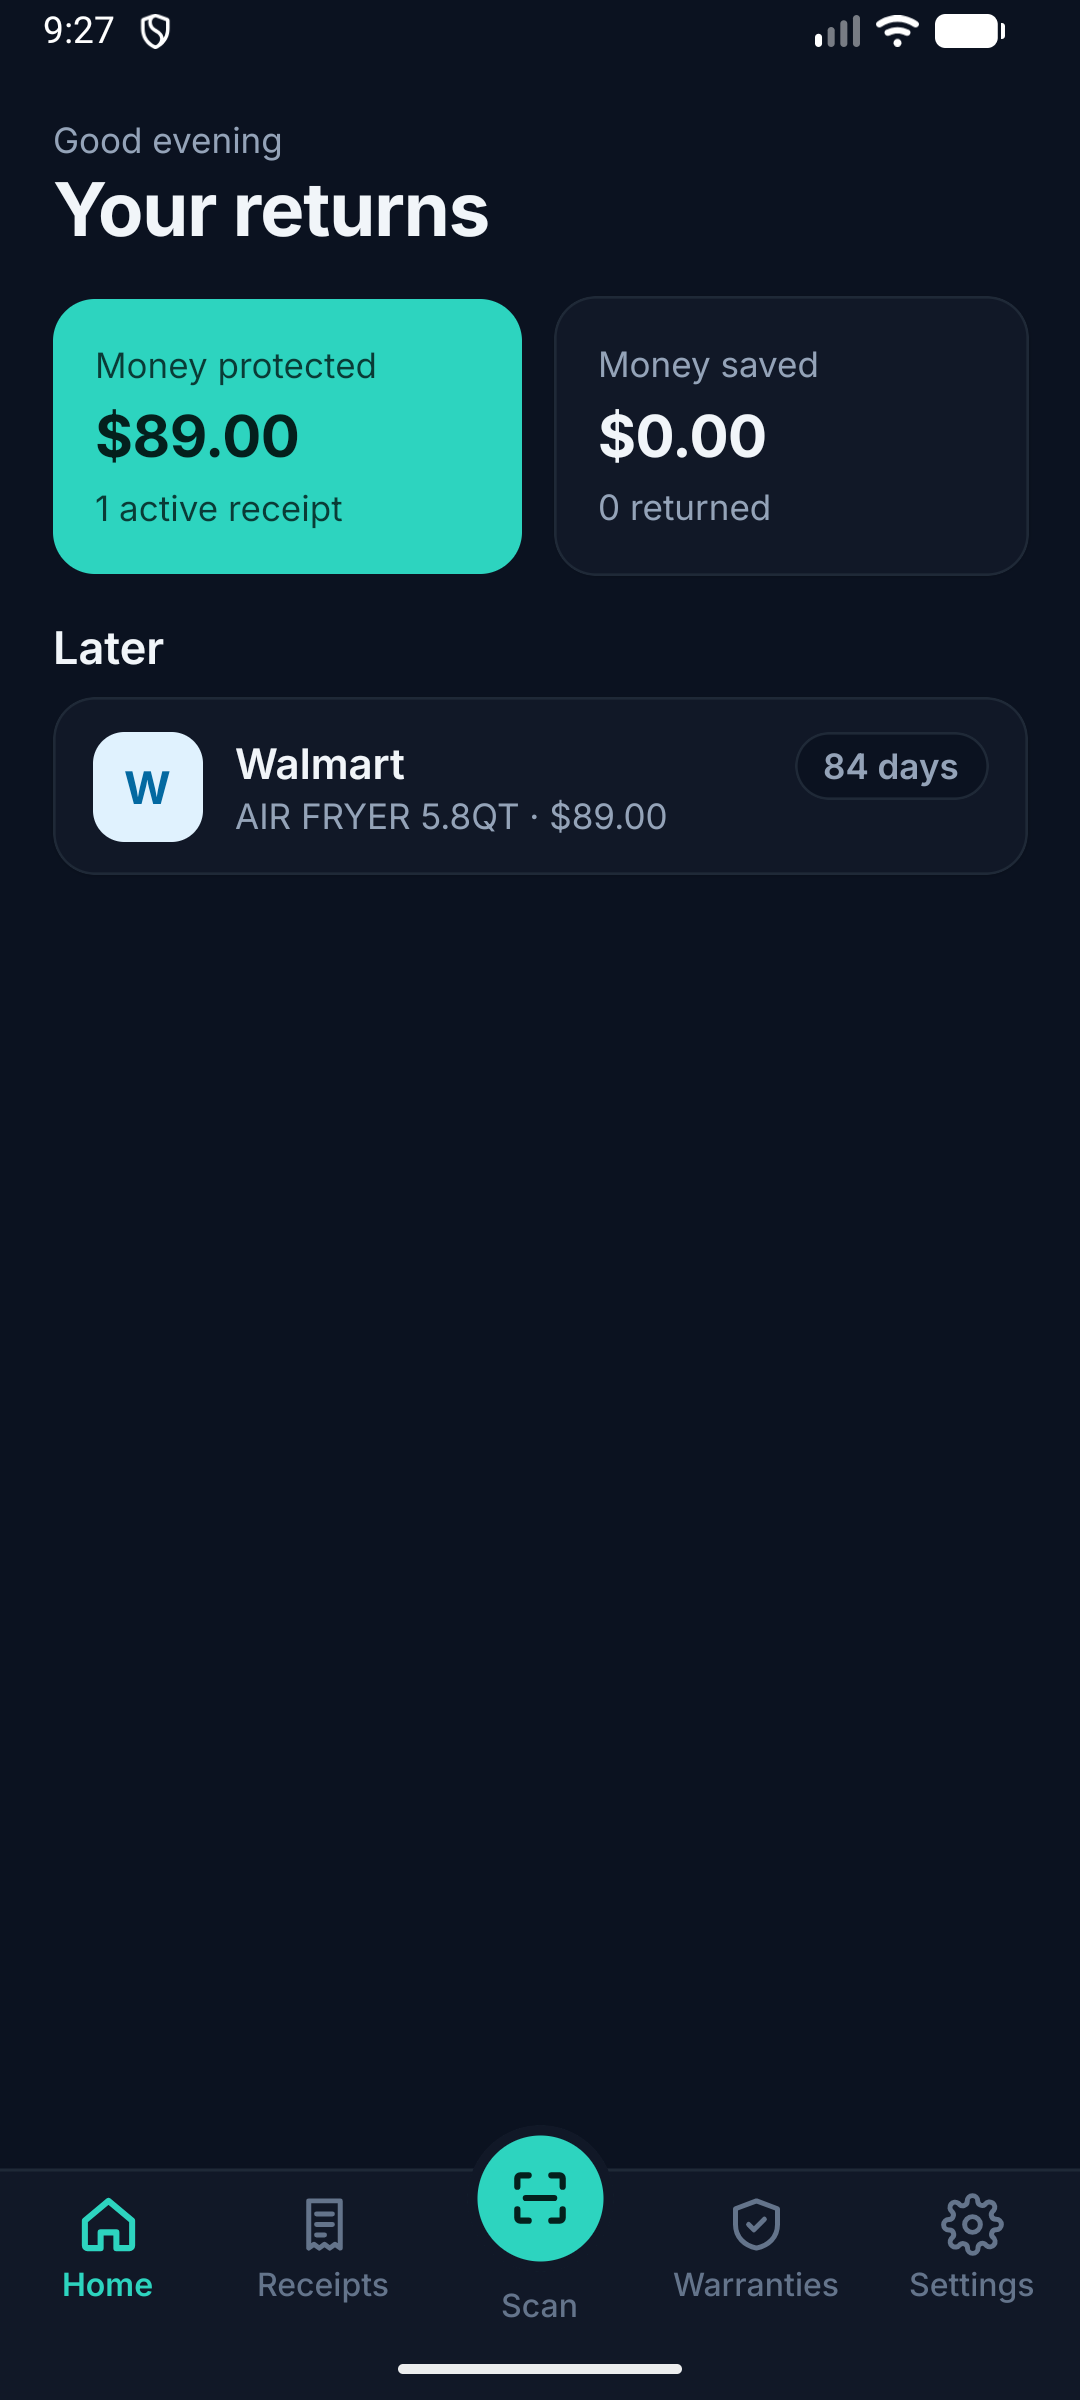 9:27
Good evening
Your returns
Money protected
$89.00
1 active receipt
Money saved
$0.00
0 returned
Later
W
Walmart
AIR FRYER 5.8QT · $89.00
84 days
Home
Receipts
Scan
Warranties
Settings